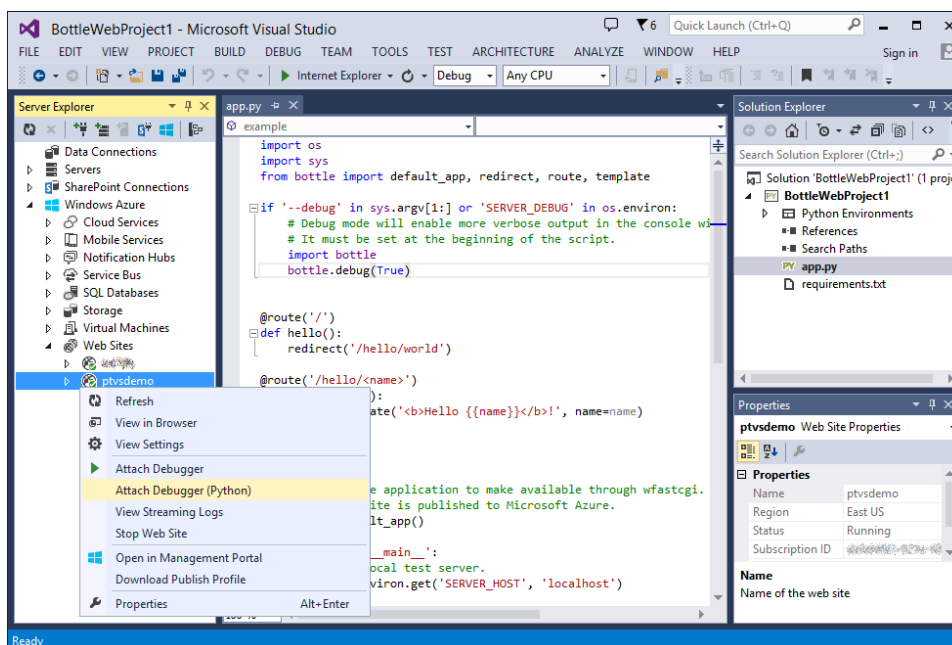 BottleWebProject1 - Microsoft Visual Studio
6
Quick Launch (Ctrl+Q)
FILE EDIT VIEW PROJECT BUILD DEBUG TEAM TOOLS TEST ARCHITECTURE ANALYZE WINDOW HELP
Sign in
Internet Explorer
Debug
Any CPU
Server Explorer
Data Connections
Servers
SharePoint Connections
Windows Azure
Cloud Services
Mobile Services
Notification Hubs
Service Bus
SQL Databases
Storage
Virtual Machines
Web Sites
ptvsdemo
Refresh
View in Browser
View Settings
Attach Debugger
Attach Debugger (Python)
View Streaming Logs
Stop Web Site
Open in Management Portal
Download Publish Profile
Properties Alt+Enter
app.py
example
import os
import sys
from bottle import default_app, redirect, route, template
if '--debug' in sys.argv[1:] or 'SERVER_DEBUG' in os.environ:
# Debug mode will enable more verbose output in the console wi
# It must be set at the beginning of the script.
import bottle
bottle.debug(True)
@route('/')
def hello():
redirect('/hello/world')
@route('/hello/<name>')
):
ate('<b>Hello {{name}}</b>!', name=name)
e application to make available through wfastcgi.
ite is published to Microsoft Azure.
lt_app()
__main__':
ocal test server.
viron.get('SERVER_HOST', 'localhost')
Solution Explorer
Search Solution Explorer (Ctrl+;)
Solution 'BottleWebProject1' (1 proj
PY BottleWebProject1
Python Environments
References
Search Paths
PY app.py
requirements.txt
Properties
ptvsdemo Web Site Properties
Properties
Name ptvsdemo
Region East US
Status Running
Subscription ID
Name
Name of the web site
Ready